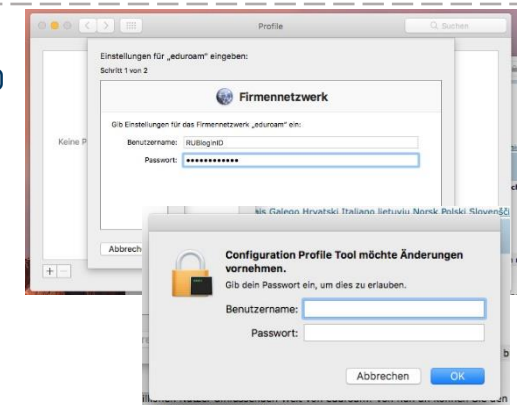 Profile
Suchen
Einstellungen für „eduroam“ eingeben:
Schritt 1 von 2
Firmennetzwerk
Gib Einstellungen für das Firmennetzwerk „eduroam“ ein:
Keine P
Benutzername: RUBloginID
Passwort: ••••••••••••
Galego Hrvatski Italiano lietuvių Norsk Polski Slovenšči
Abbrech
Configuration Profile Tool möchte Änderungen
vornehmen.
Gib dein Passwort ein, um dies zu erlauben.
Benutzername:
Passwort:
Abbrechen
OK